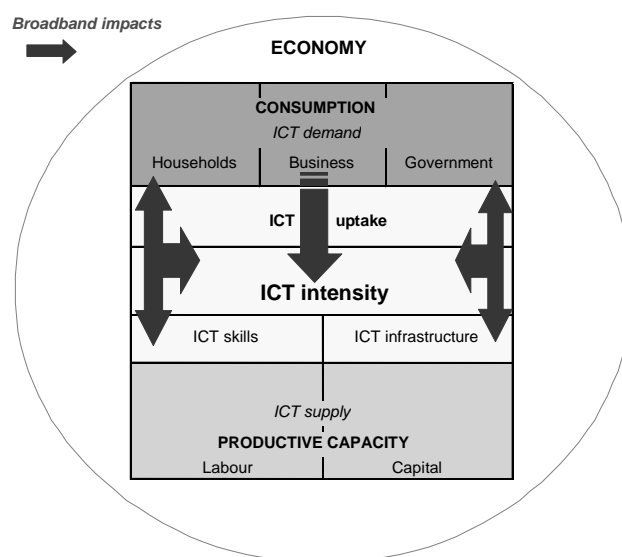 Broadband impacts
ECONOMY
CONSUMPTION
ICT demand
Households Business Government
ICT uptake
ICT intensity
ICT skills ICT infrastructure
ICT supply
PRODUCTIVE CAPACITY
Labour Capital